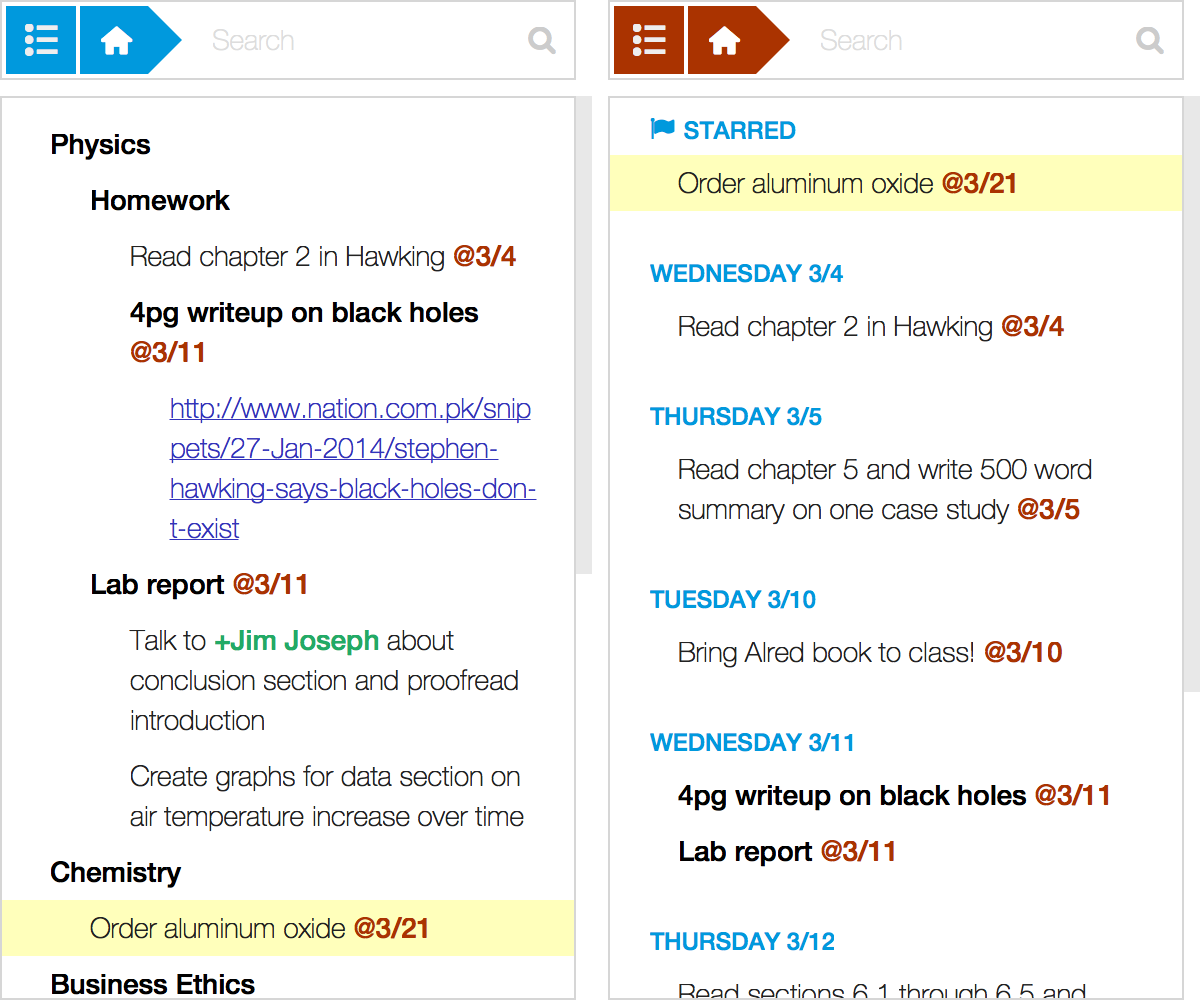 Search
Physics
Homework
Read chapter 2 in Hawking @3/4
4pg writeup on black holes
@3/11
http://www.nation.com.pk/snip
pets/27-Jan-2014/stephen-
hawking-says-black-holes-don-
t-exist
Lab report @3/11
Talk to +Jim Joseph about
conclusion section and proofread
introduction
Create graphs for data section on
air temperature increase over time
Chemistry
Order aluminum oxide @3/21
Business Ethics
Search
STARRED
Order aluminum oxide @3/21
WEDNESDAY 3/4
Read chapter 2 in Hawking @3/4
THURSDAY 3/5
Read chapter 5 and write 500 word
summary on one case study @3/5
TUESDAY 3/10
Bring Alred book to class! @3/10
WEDNESDAY 3/11
4pg writeup on black holes @3/11
Lab report @3/11
THURSDAY 3/12
Read sections 6.1 through 6.5 and